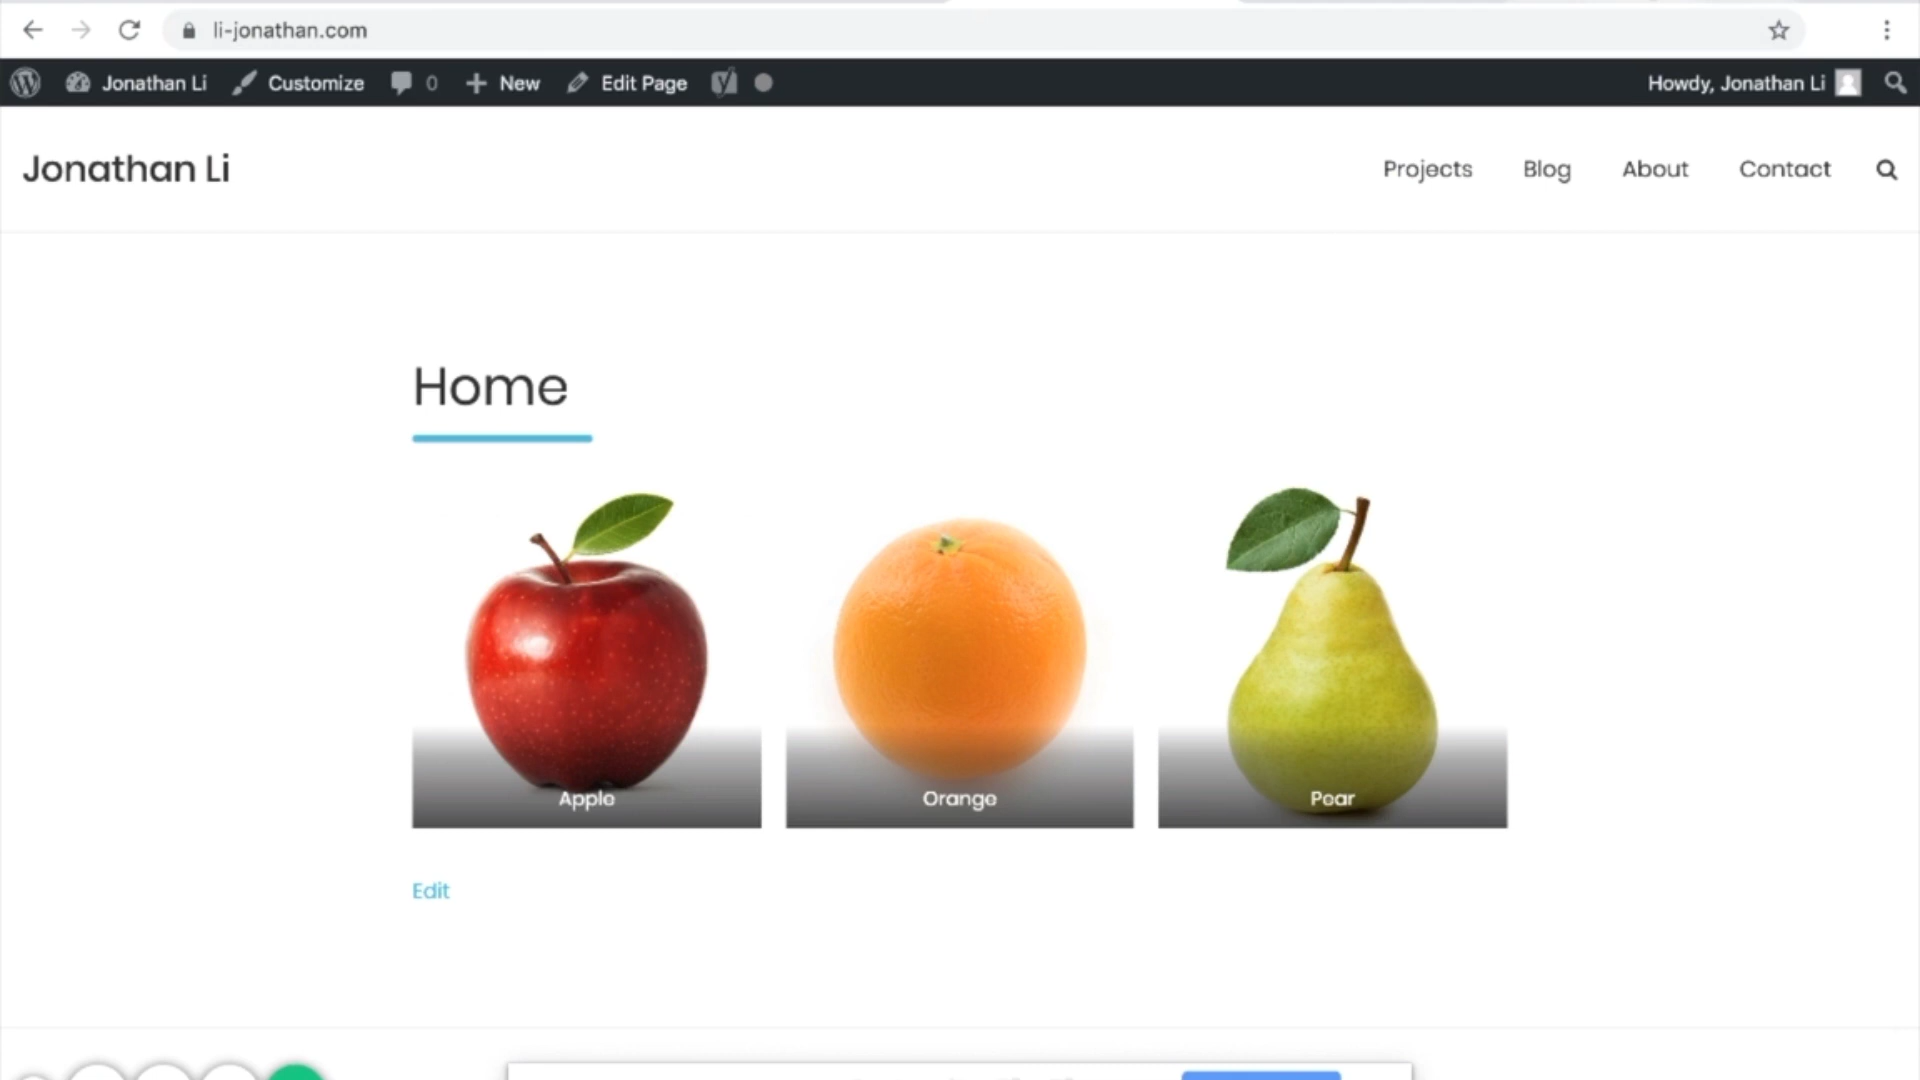 li-jonathan.com
Jonathan Li Customize 0 New Edit Page Howdy, Jonathan Li
Jonathan Li Projects Blog About Contact
Home
Apple Orange Pear
Edit